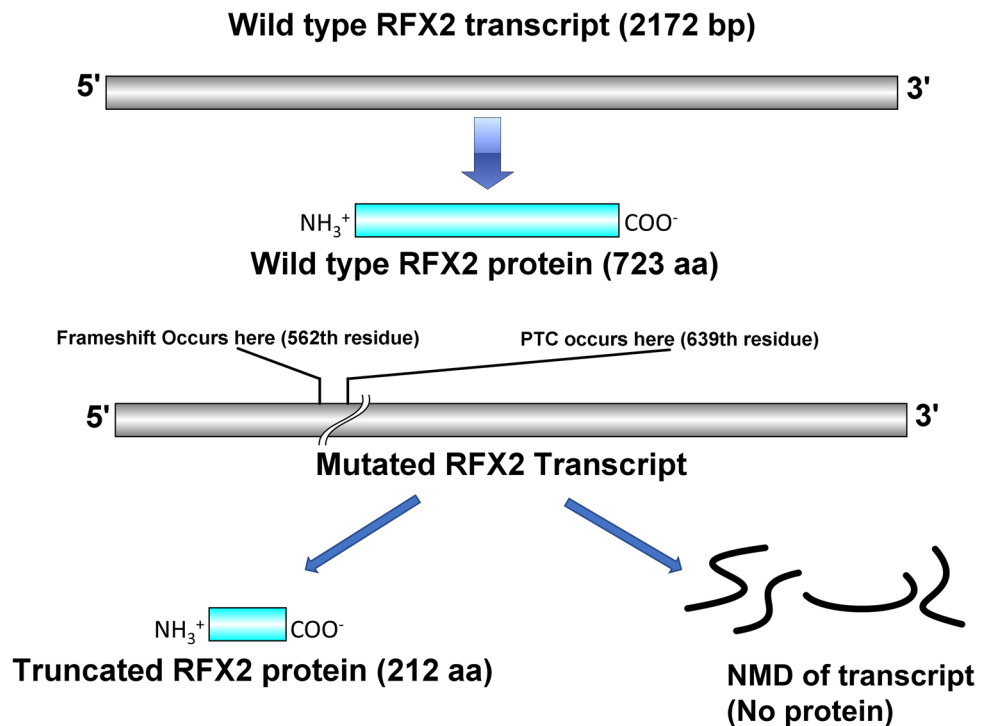 Wild type RFX2 transcript (2172 bp)
5' 3'
NH₃⁺ COO⁻
Wild type RFX2 protein (723 aa)
Frameshift Occurs here (562th residue) PTC occurs here (639th residue)
5' 3'
Mutated RFX2 Transcript
NH₃⁺ COO⁻
Truncated RFX2 protein (212 aa)
NMD of transcript
(No protein)